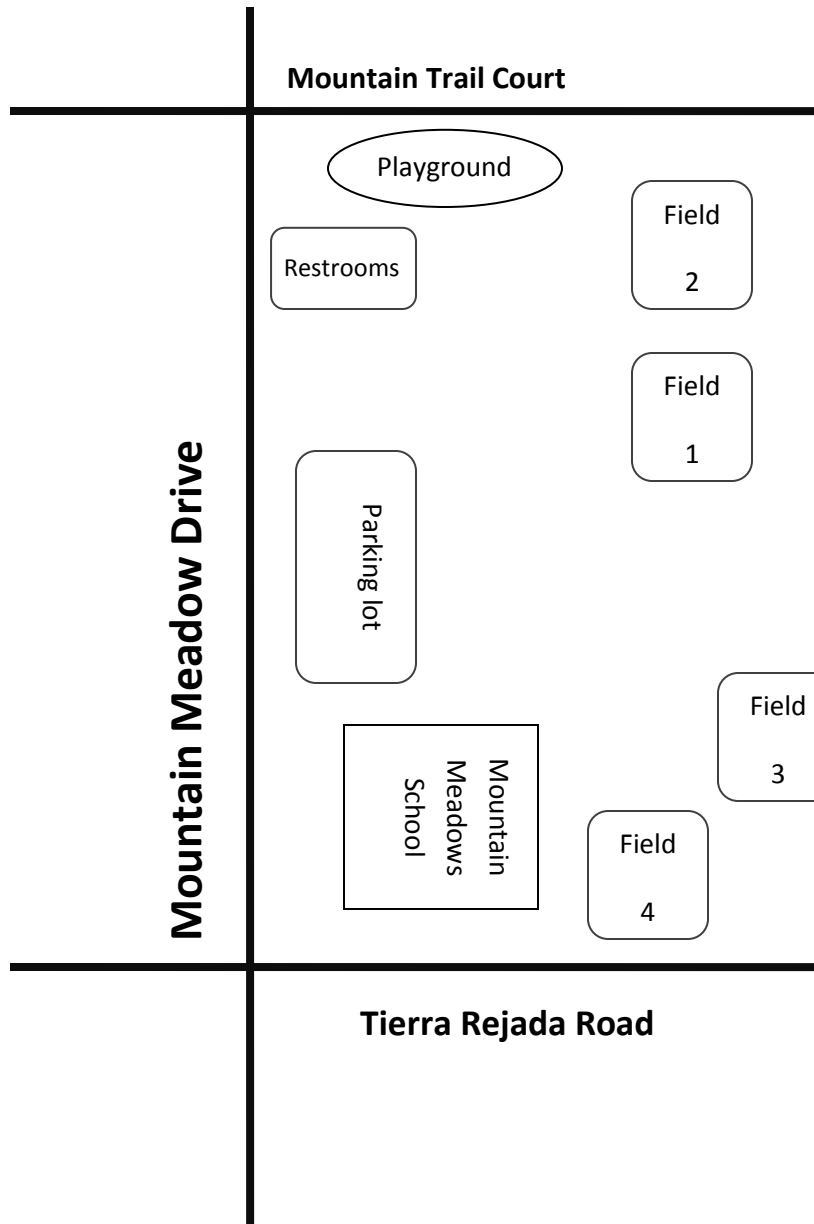 Mountain Trail Court
Playground
Field
2
Restrooms
Field
1
Mountain Meadow Drive
Parking lot
Field
3
Mountain
Meadows
School
Field
4
Tierra Rejada Road